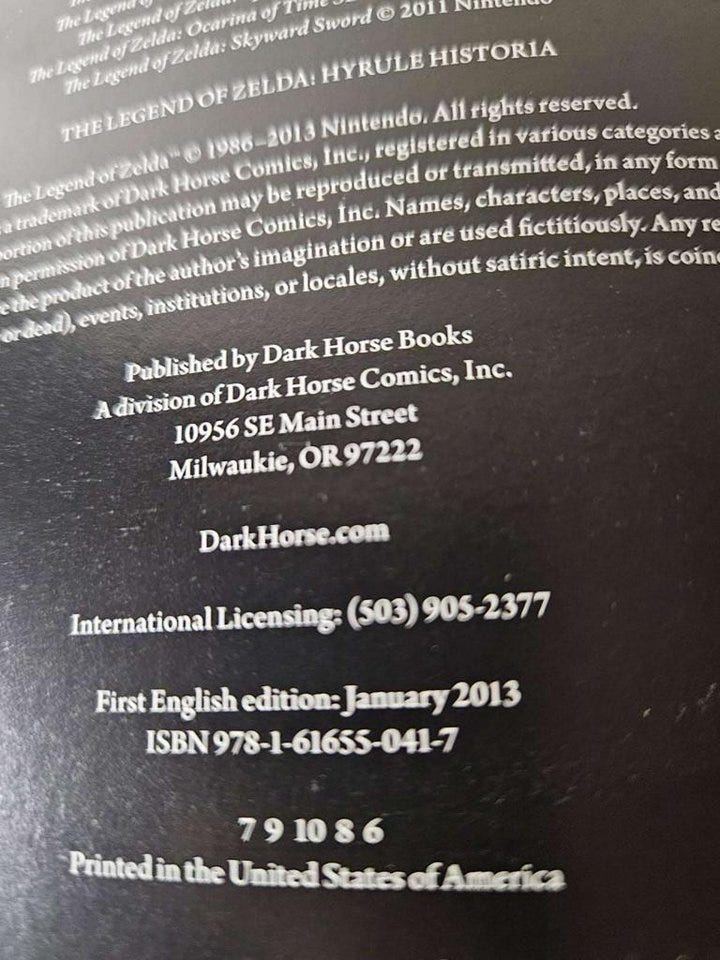 The Legend of Zelda: Ocarina of Time
The Legend of Zelda: Skyward Sword © 2011 Nintendo
THE LEGEND OF ZELDA: HYRULE HISTORIA
The Legend of Zelda™ © 1986–2013 Nintendo. All rights reserved.
a trademark of Dark Horse Comics, Inc., registered in various categories
portion of this publication may be reproduced or transmitted, in any form
permission of Dark Horse Comics, Inc. Names, characters, places, and
the product of the author's imagination or are used fictitiously. Any
or dead), events, institutions, or locales, without satiric intent, is
Published by Dark Horse Books
A division of Dark Horse Comics, Inc.
10956 SE Main Street
Milwaukie, OR 97222
DarkHorse.com
International Licensing: (503) 905-2377
First English edition: January 2013
ISBN 978-1-61655-041-7
7 9 10 8 6
Printed in the United States of America